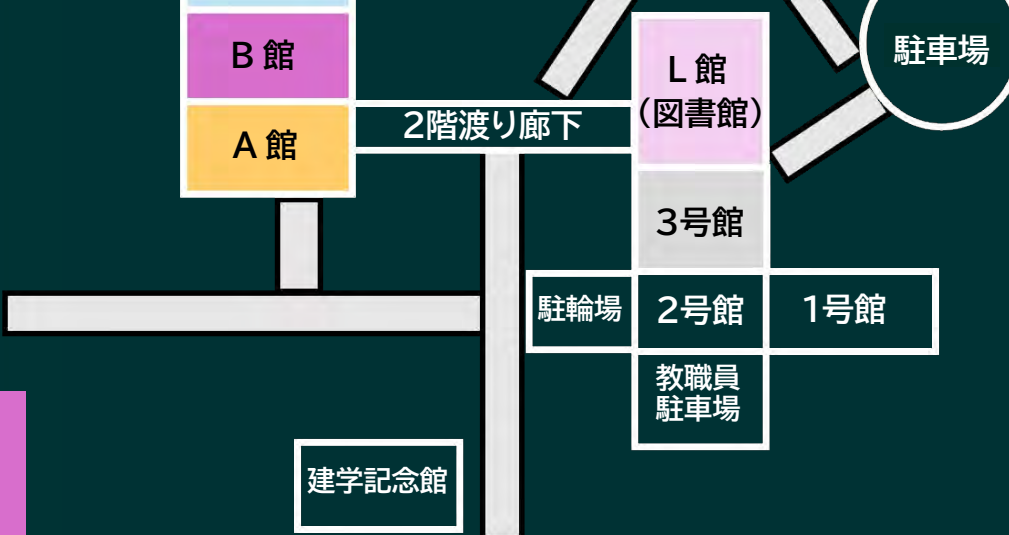 B 館
駐車場
L 館
(図書館)
2階渡り廊下
A 館
3号館
駐輪場
2号館
1号館
教職員
駐車場
建学記念館